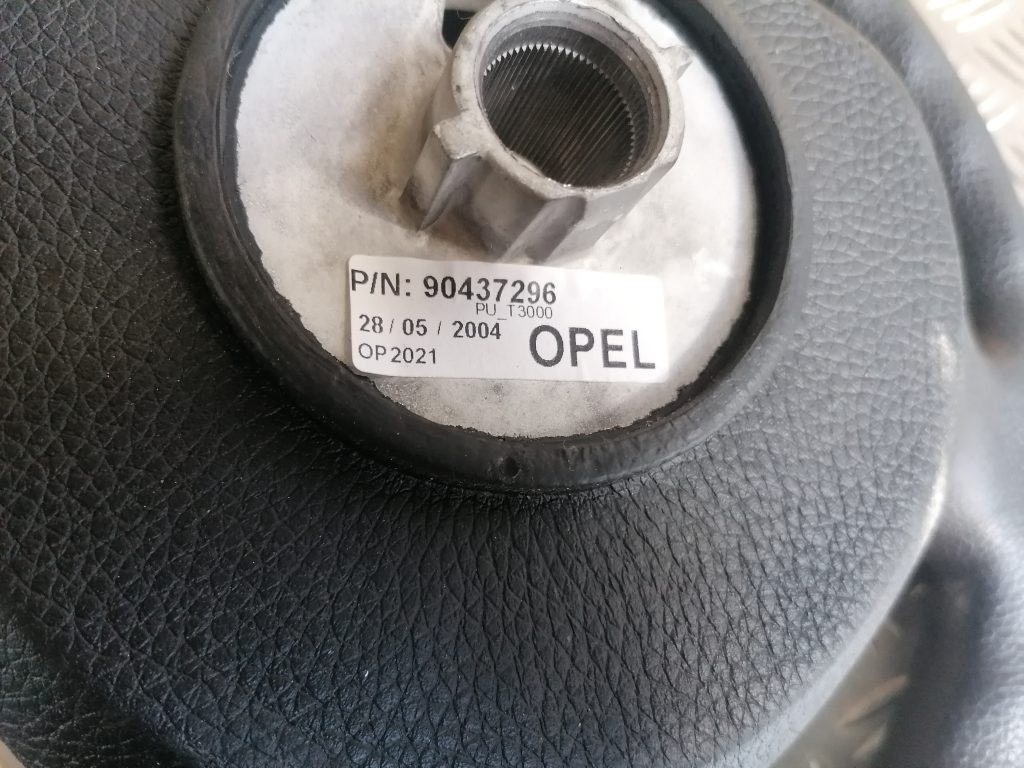 P/N: 90437296
PU_T3000
28 / 05 / 2004
OP2021
OPEL